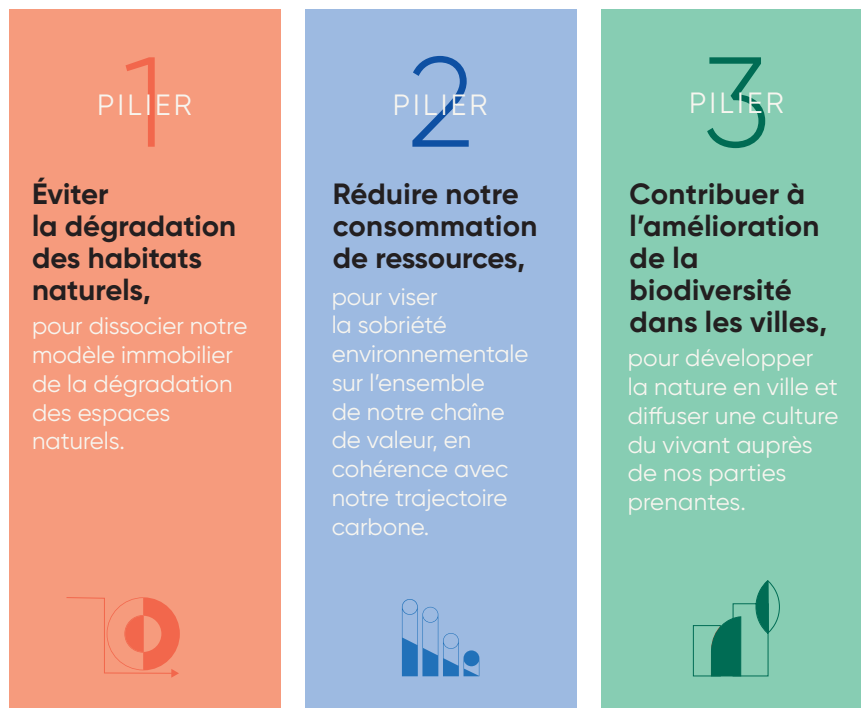 1
PILIER
Éviter
la dégradation
des habitats
naturels,
pour dissocier notre
modèle immobilier
de la dégradation
des espaces
naturels.
2
PILIER
Réduire notre
consommation
de ressources,
pour viser
la sobriété
environnementale
sur l’ensemble
de notre chaîne
de valeur, en
cohérence avec
notre trajectoire
carbone.
3
PILIER
Contribuer à
l’amélioration
de la
biodiversité
dans les villes,
pour développer
la nature en ville et
diffuser une culture
du vivant auprès
de nos parties
prenantes.